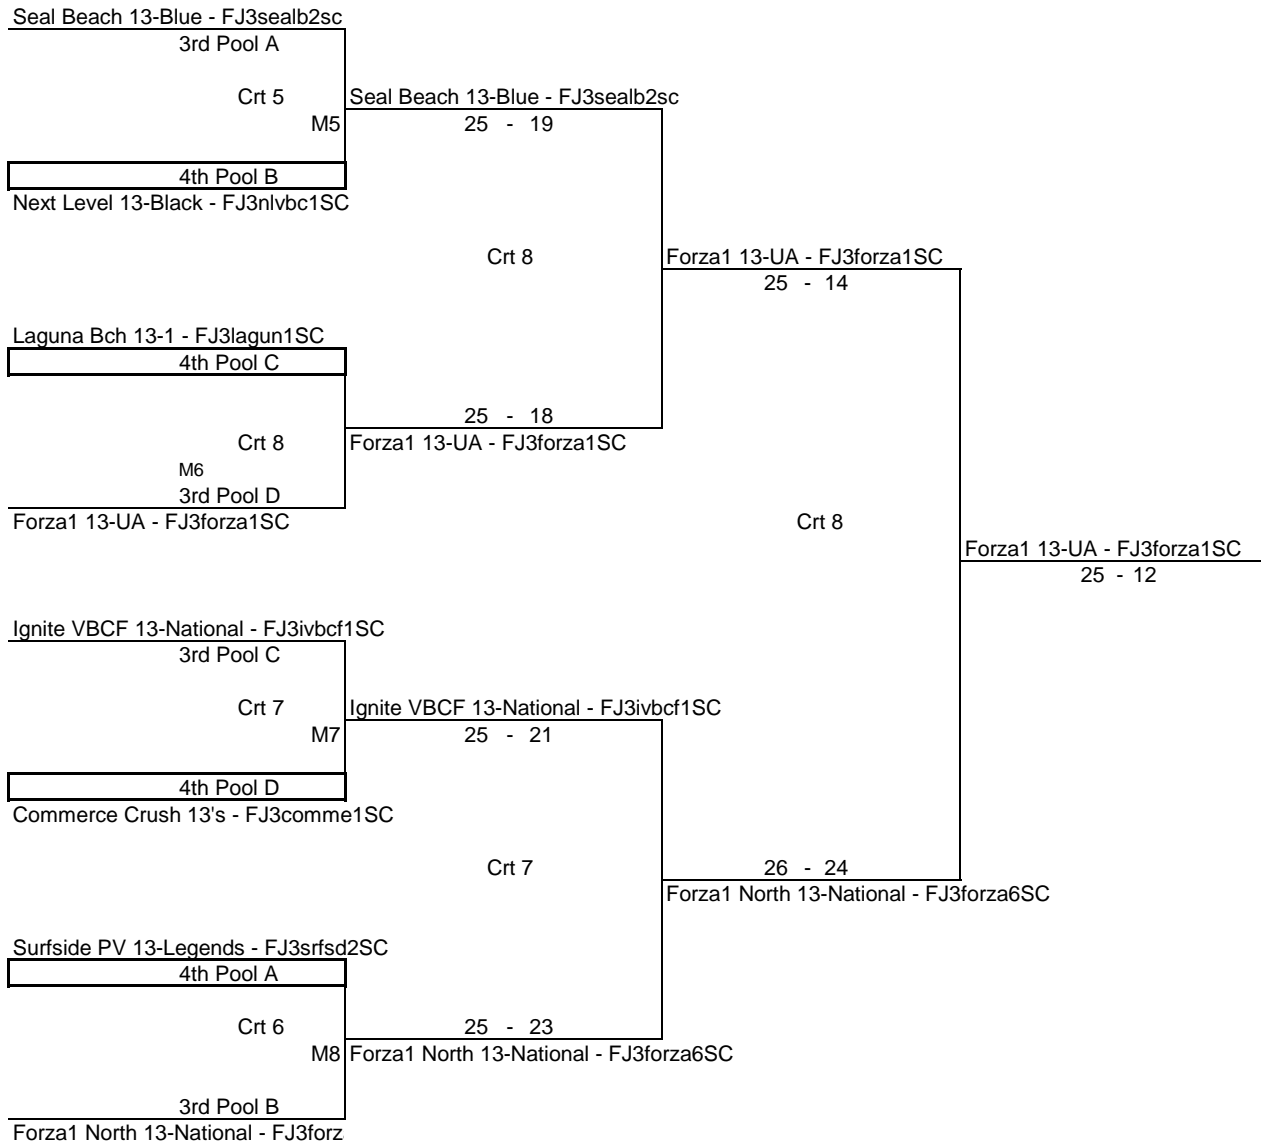 Seal Beach 13-Blue - FJ3sealb2sc
3rd Pool A
Crt 5
Seal Beach 13-Blue - FJ3sealb2sc
M5
25 - 19
4th Pool B
Next Level 13-Black - FJ3nlvbc1SC
Crt 8
Forza1 13-UA - FJ3forza1SC
25 - 14
Laguna Bch 13-1 - FJ3lagun1SC
4th Pool C
25 - 18
Crt 8
Forza1 13-UA - FJ3forza1SC
M6
3rd Pool D
Forza1 13-UA - FJ3forza1SC
Crt 8
Forza1 13-UA - FJ3forza1SC
25 - 12
Ignite VBCF 13-National - FJ3ivbcf1SC
3rd Pool C
Crt 7
Ignite VBCF 13-National - FJ3ivbcf1SC
M7
25 - 21
4th Pool D
Commerce Crush 13's - FJ3comme1SC
Crt 7
26 - 24
Forza1 North 13-National - FJ3forza6SC
Surfside PV 13-Legends - FJ3srfsd2SC
4th Pool A
Crt 6
25 - 23
M8
Forza1 North 13-National - FJ3forza6SC
3rd Pool B
Forza1 North 13-National - FJ3forz